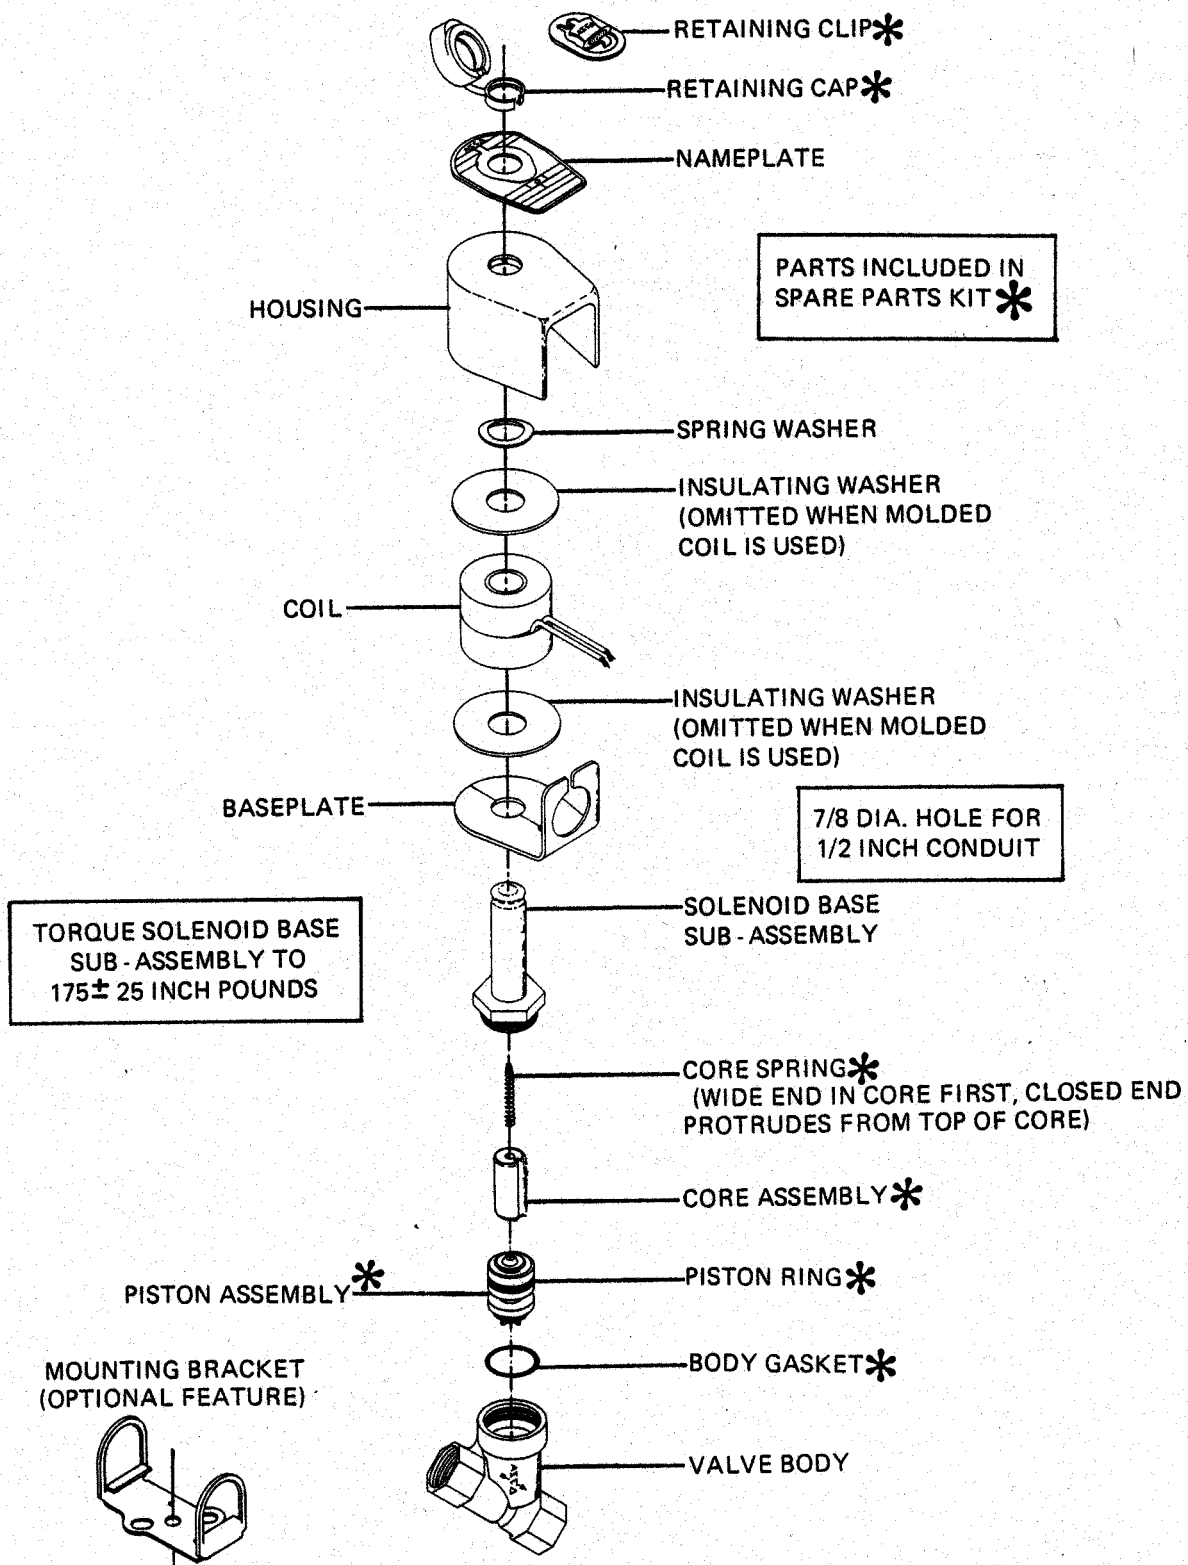 RETAINING CLIP*
RETAINING CAP*
NAMEPLATE
PARTS INCLUDED IN
SPARE PARTS KIT*
HOUSING
SPRING WASHER
INSULATING WASHER
(OMITTED WHEN MOLDED
COIL IS USED)
COIL
INSULATING WASHER
(OMITTED WHEN MOLDED
COIL IS USED)
BASEPLATE
7/8 DIA. HOLE FOR
1/2 INCH CONDUIT
SOLENOID BASE
SUB-ASSEMBLY
TORQUE SOLENOID BASE
SUB-ASSEMBLY TO
175± 25 INCH POUNDS
CORE SPRING*
(WIDE END IN CORE FIRST, CLOSED END
PROTRUDES FROM TOP OF CORE)
CORE ASSEMBLY*
PISTON RING*
PISTON ASSEMBLY*
BODY GASKET*
MOUNTING BRACKET
(OPTIONAL FEATURE)
VALVE BODY